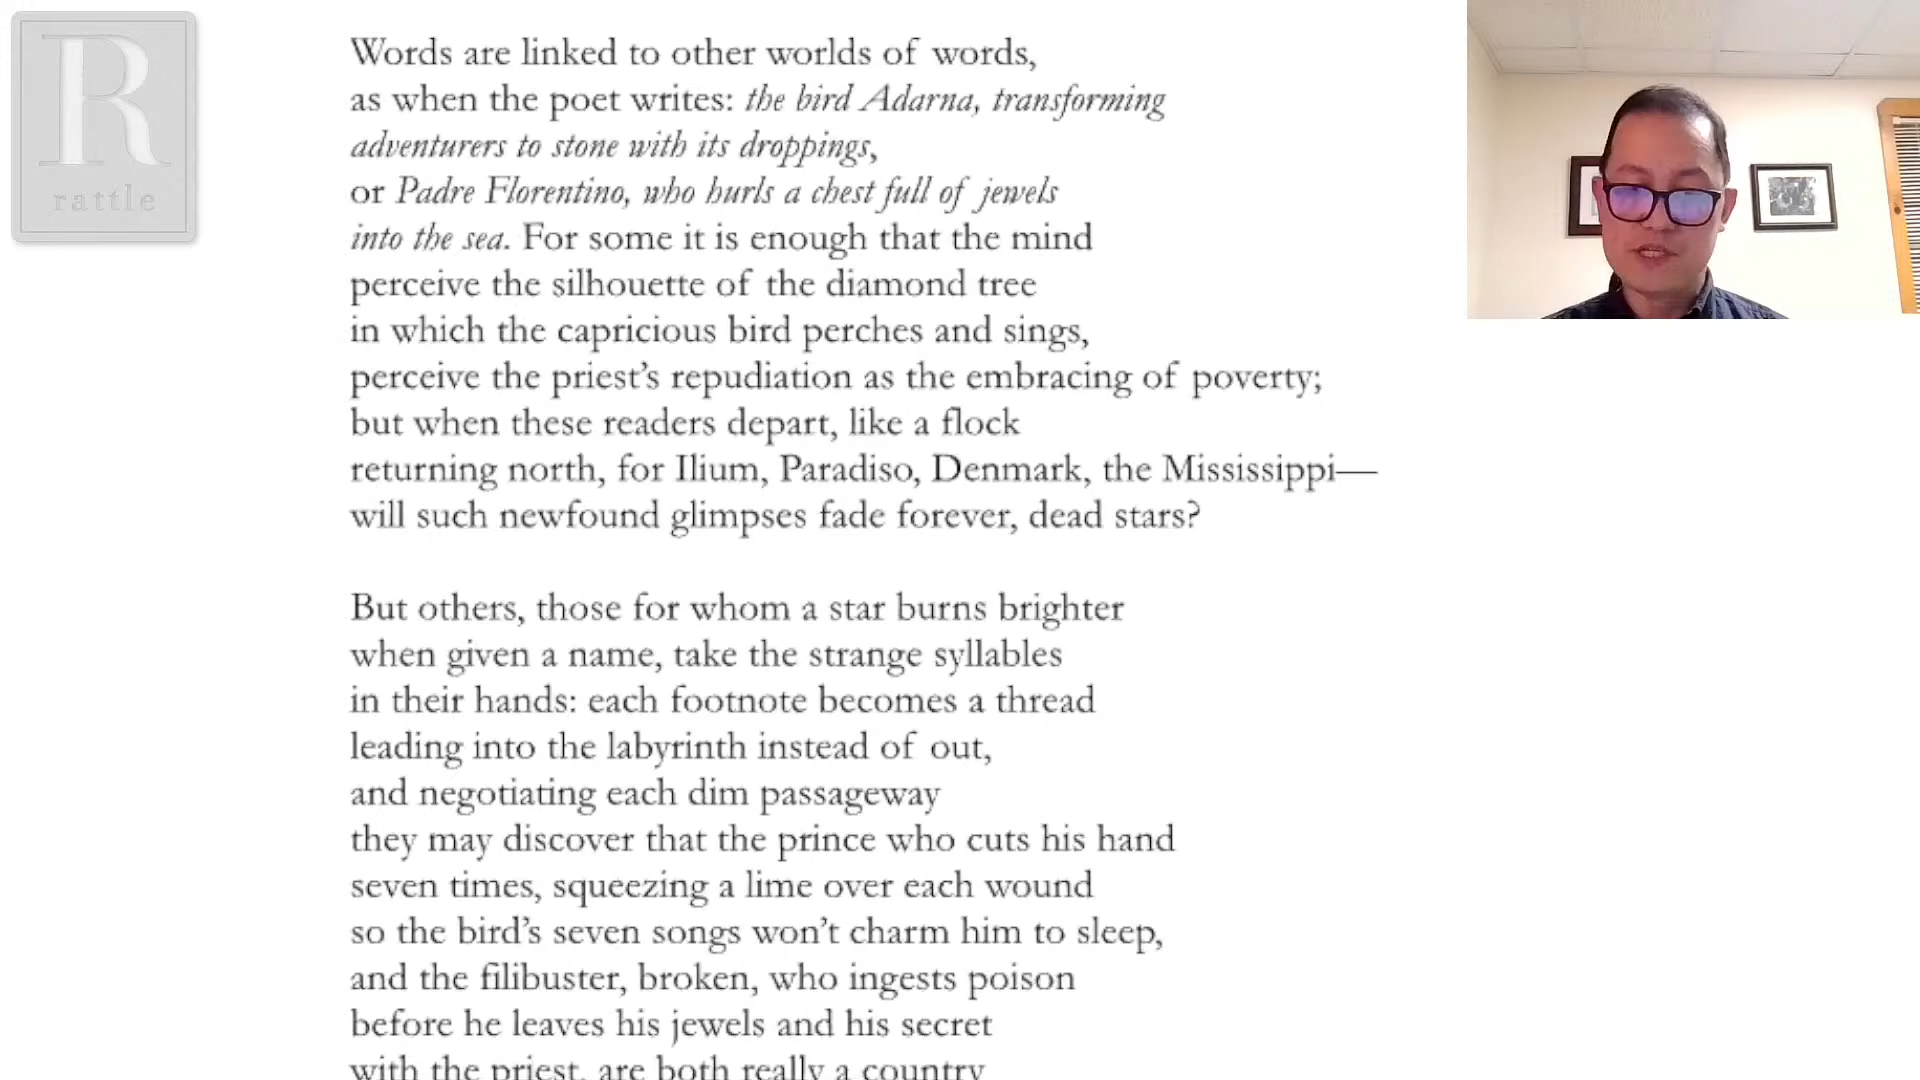 R
rattle
Words are linked to other worlds of words,
as when the poet writes: the bird Adarna, transforming
adventurers to stone with its droppings,
or Padre Florentino, who hurls a chest full of jewels
into the sea. For some it is enough that the mind
perceive the silhouette of the diamond tree
in which the capricious bird perches and sings,
perceive the priest’s repudiation as the embracing of poverty;
but when these readers depart, like a flock
returning north, for Ilium, Paradiso, Denmark, the Mississippi—
will such newfound glimpses fade forever, dead stars?
But others, those for whom a star burns brighter
when given a name, take the strange syllables
in their hands: each footnote becomes a thread
leading into the labyrinth instead of out,
and negotiating each dim passageway
they may discover that the prince who cuts his hand
seven times, squeezing a lime over each wound
so the bird’s seven songs won’t charm him to sleep,
and the filibuster, broken, who ingests poison
before he leaves his jewels and his secret
with the priest, are both really a country